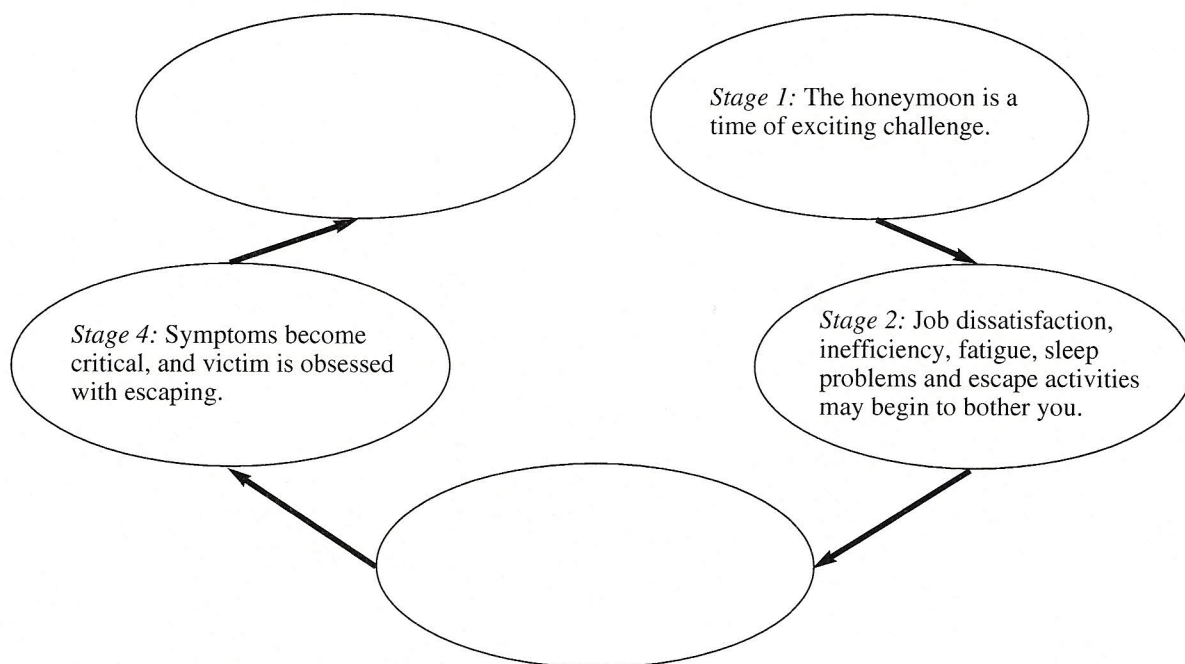 Stage 1: The honeymoon is a
time of exciting challenge.
Stage 2: Job dissatisfaction,
inefficiency, fatigue, sleep
problems and escape activities
may begin to bother you.
Stage 4: Symptoms become
critical, and victim is obsessed
with escaping.